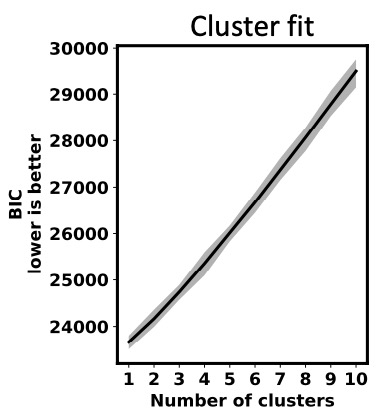 Cluster fit
BIC
lower is better
30000
29000
28000
27000
26000
25000
24000
1 2 3 4 5 6 7 8 9 10
Number of clusters